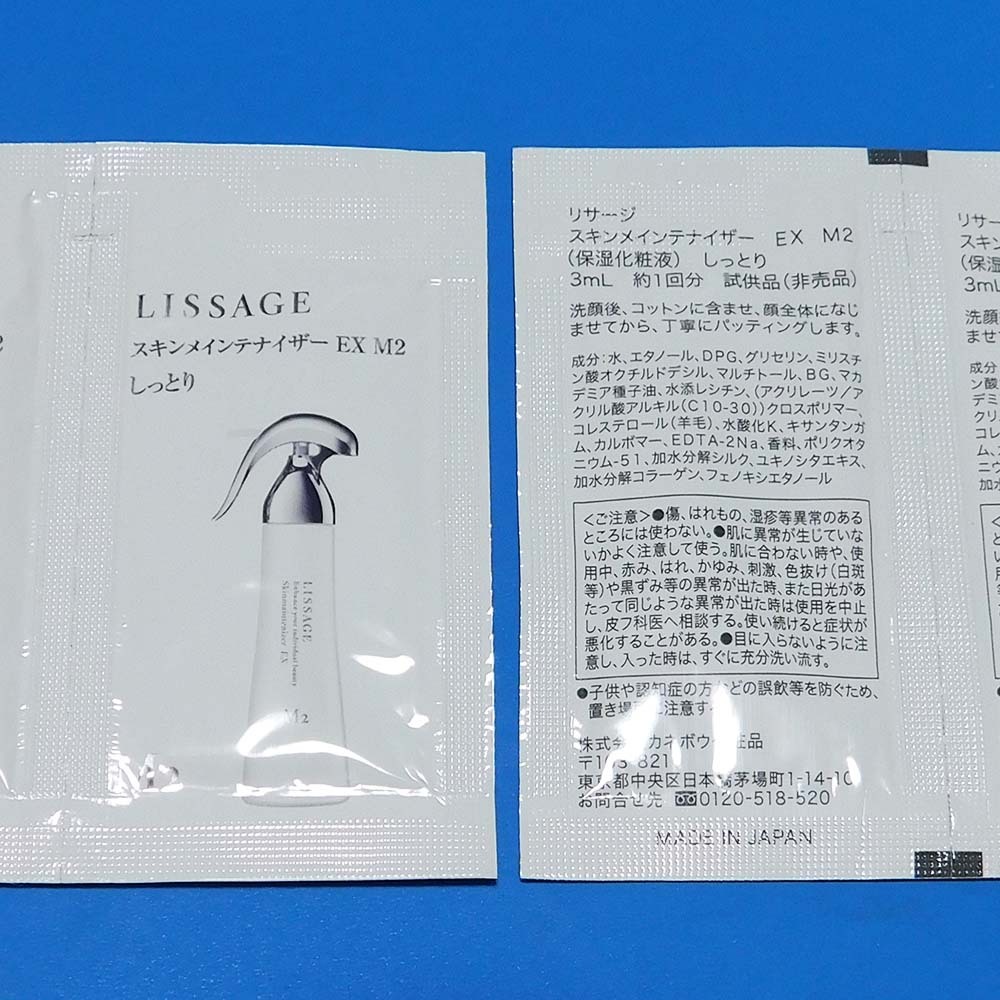 LISSAGE
スキンメインテナイザー EX M2
しっとり
LISSAGE
Enhance your individual beauty
Skinmaintenizer EX
M2
M2
2
リサージ
スキンメインテナイザー EX M2
(保湿化粧液) しっとり
3mL 約1回分 試供品(非売品)
洗顔後、コットンに含ませ、顔全体になじ
ませてから、丁寧にパッティングします。
成分:水、エタノール、DPG、グリセリン、ミリスチ
ン酸オクチルドデシル、マルチトール、BG、マカ
デミア種子油、水添レシチン、(アクリレーツ/ア
クリル酸アルキル(C10-30))クロスポリマー、
コレステロール(羊毛)、水酸化K、キサンタンガ
ム、カルボマー、EDTA-2Na、香料、ポリクオタ
ニウム-51、加水分解シルク、ユキノシタエキス、
加水分解コラーゲン、フェノキシエタノール
<ご注意>●傷、はれもの、湿疹等異常のある
ところには使わない。●肌に異常が生じていな
いかよく注意して使う。肌に合わない時や、使
用中、赤み、はれ、かゆみ、刺激、色抜け(白斑
等)や黒ずみ等の異常が出た時、また日光があ
たって同じような異常が出た時は使用を中止
し、皮フ科医へ相談する。使い続けると症状が
悪化することがある。●目に入らないように注
意し、入った時は、すぐに充分洗い流す。
●子供や認知症の方などの誤飲等を防ぐため、
置き場に注意す
株式会 カネボウ 粧品
〒103- 821
東京都中央区日本橋茅場町1-14-10
お問合せ先 0120-518-520
MADE IN JAPAN
リサー
スキン
(保湿
3mL
洗顔
ませ
成分
ン酸
デミ
クリ
コレ
ム、
ニウ
加水